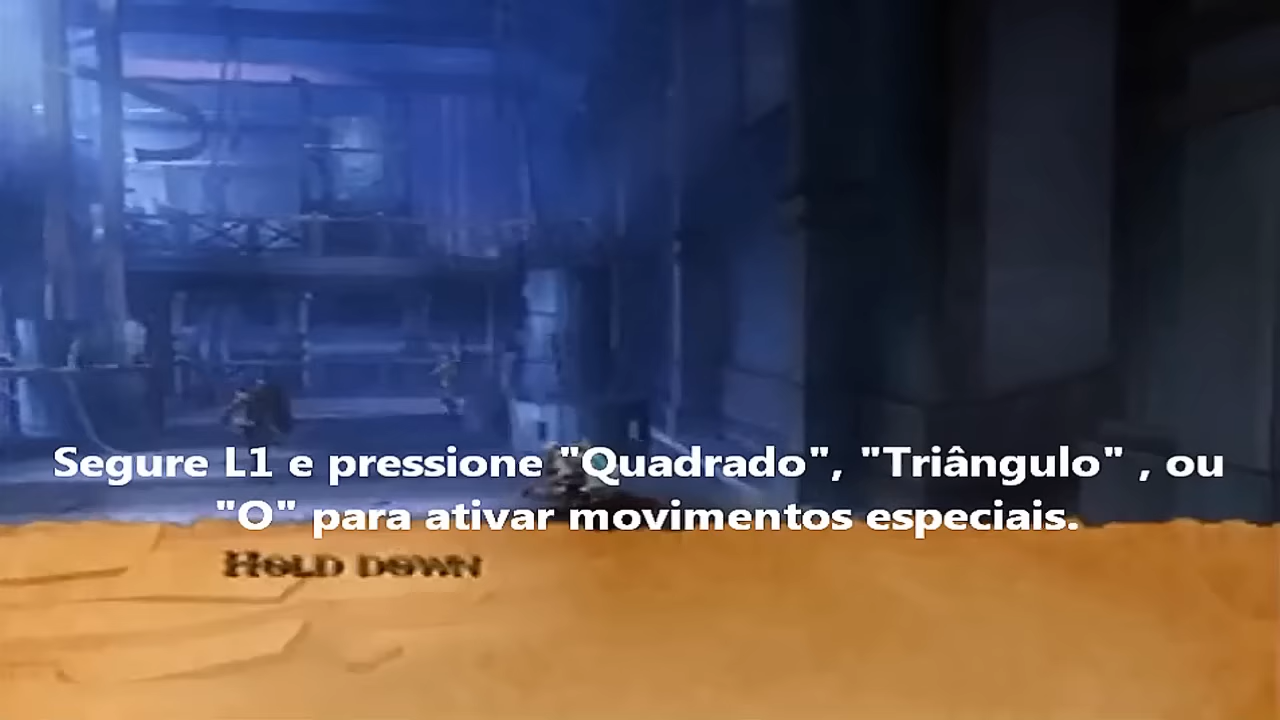 Segure L1 e pressione "Quadrado", "Triângulo" , ou
"O" para ativar movimentos especiais.
HOLD DOWN